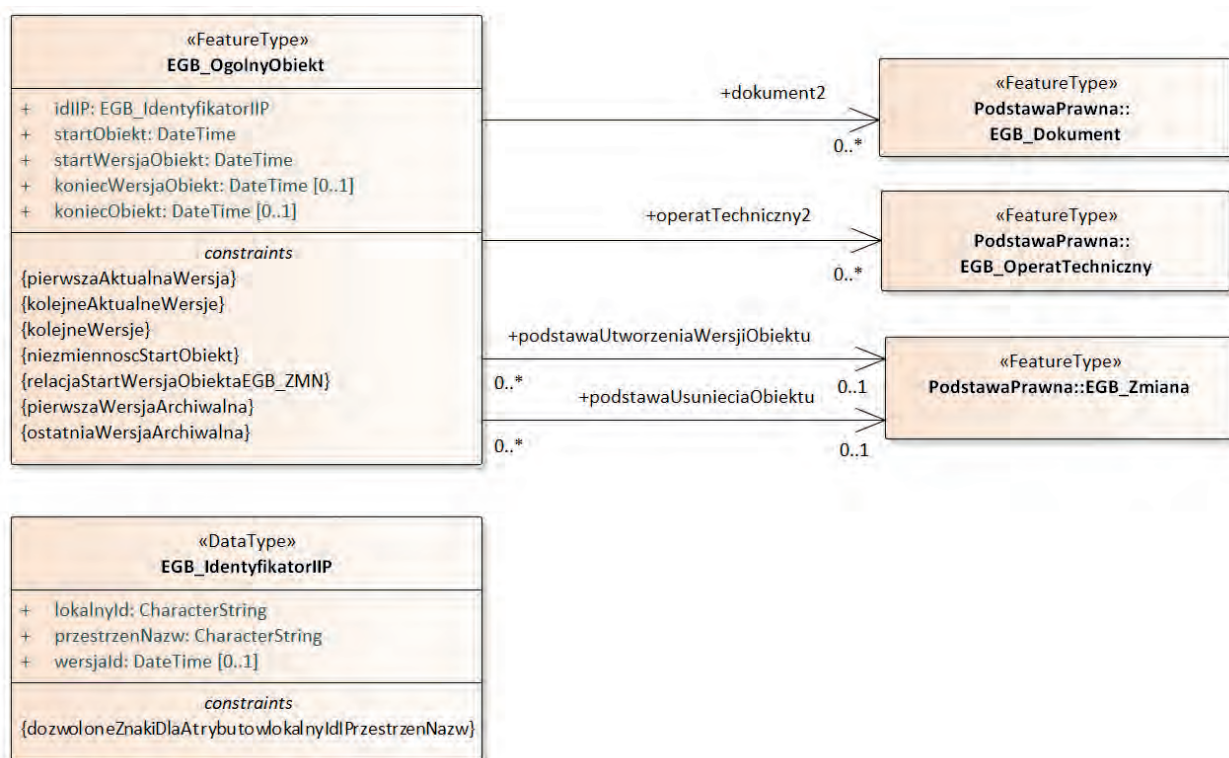 «FeatureType»
EGB_OgolnyObiekt
+ idIIP: EGB_IdentyfikatorIIP
+ startObiekt: DateTime
+ startWersjaObiekt: DateTime
+ koniecWersjaObiekt: DateTime [0..1]
+ koniecObiekt: DateTime [0..1]
constraints
{pierwszaAktualnaWersja}
{kolejneAktualneWersje}
{kolejneWersje}
{niezmiennoscStartObiekt}
{relacjaStartWersjaObiektaEGB_ZMN}
{pierwszaWersjaArchiwalna}
{ostatniaWersjaArchiwalna}
+dokument2
0..*
«FeatureType»
PodstawaPrawna::
EGB_Dokument
+operatTechniczny2
0..*
«FeatureType»
PodstawaPrawna::
EGB_OperatTechniczny
+podstawaUtworzeniaWersjiObiektu
0..*
0..1
+podstawaUsunieciaObiektu
0..*
0..1
«FeatureType»
PodstawaPrawna::EGB_Zmiana
«DataType»
EGB_IdentyfikatorIIP
+ lokalnyId: CharacterString
+ przestrzenNazw: CharacterString
+ wersjaId: DateTime [0..1]
constraints
{dozwoloneZnakiDlaAtrybutowlokalnyIdIPrzestrzenNazw}